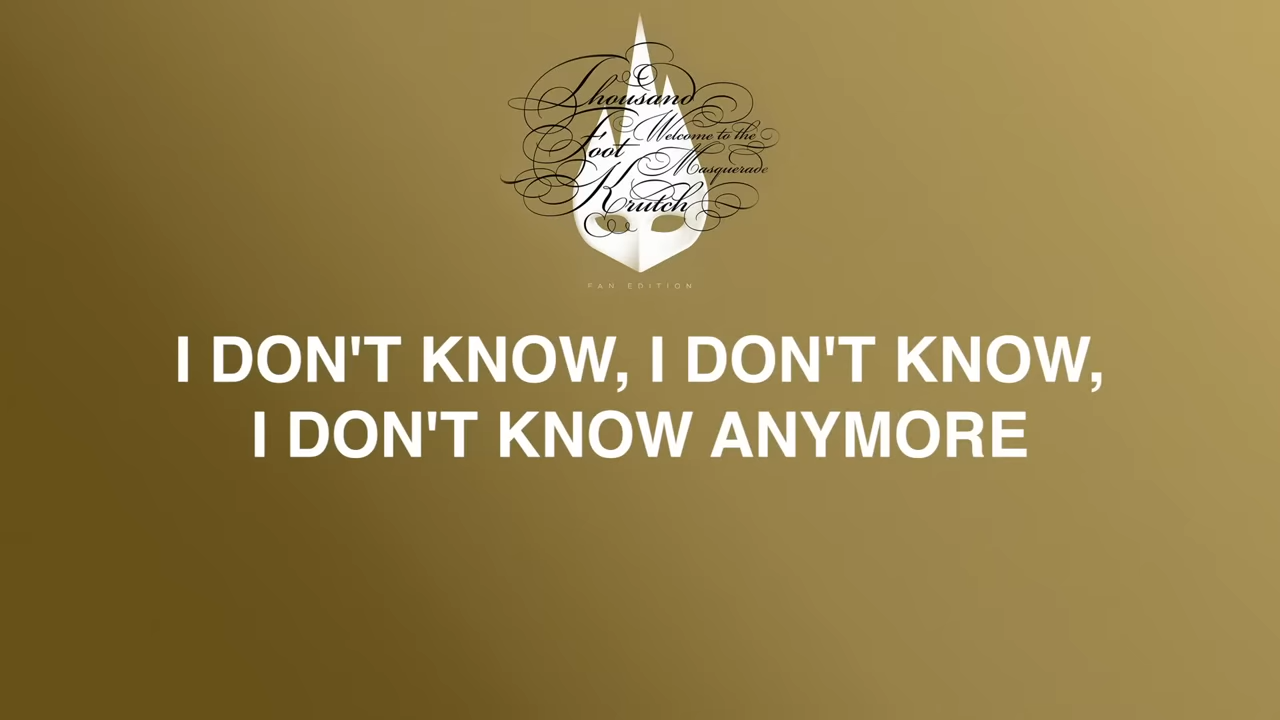 Thousand
Foot
Krutch
Welcome to the
Masquerade
FAN EDITION
I DON'T KNOW, I DON'T KNOW,
I DON'T KNOW ANYMORE